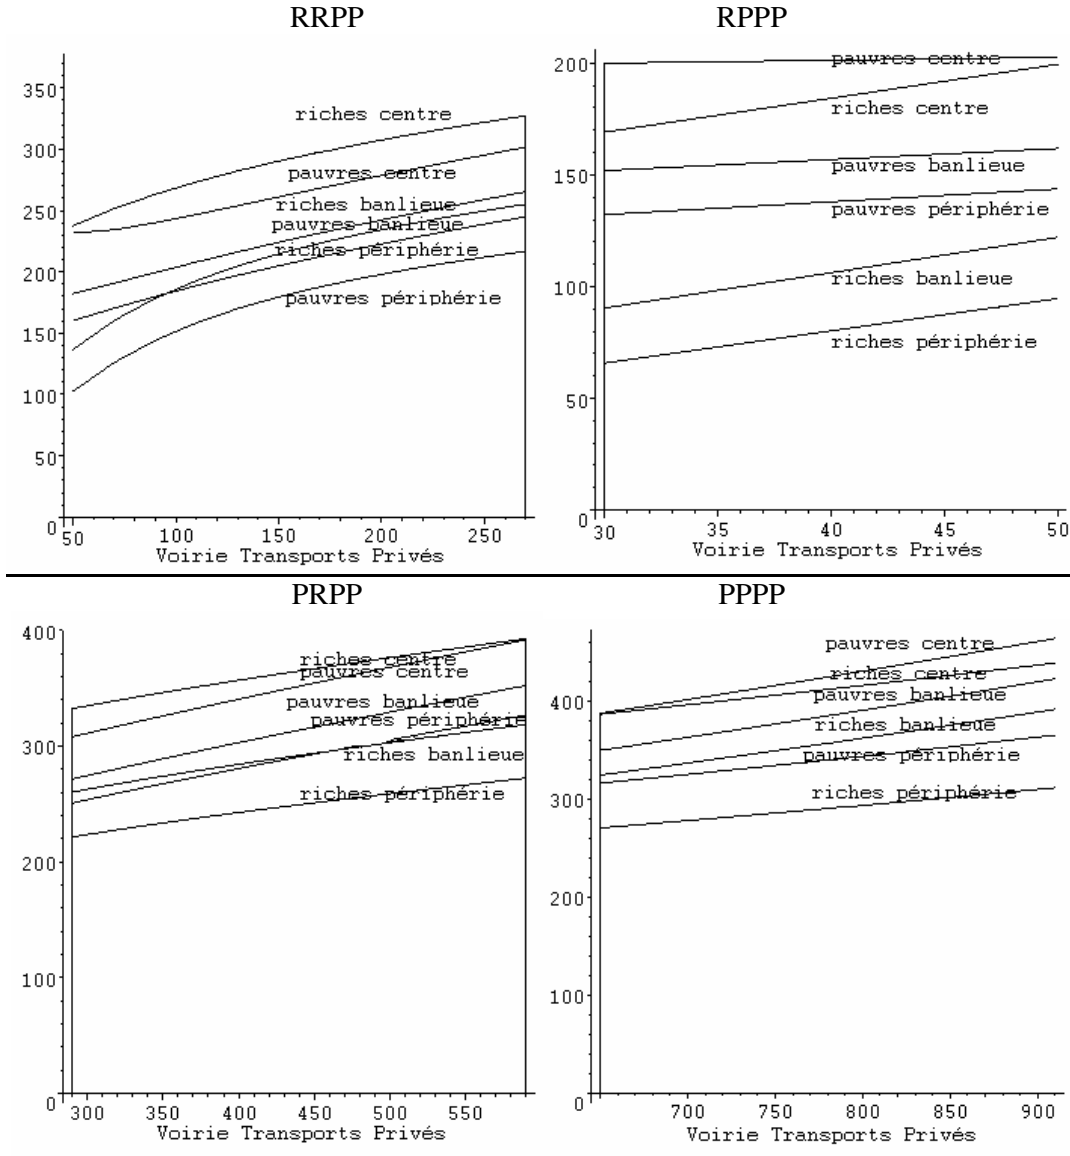 RRPP
350
300
250
200
150
100
50
0
riches centre
pauvres centre
riches banlieue
pauvres banlieue
riches périphérie
pauvres périphérie
50 100 150 200 250
Voirie Transports Privés
RPPP
200
150
100
50
0
pauvres centre
riches centre
pauvres banlieue
pauvres périphérie
riches banlieue
riches périphérie
30 35 40 45 50
Voirie Transports Privés
PRPP
400
300
200
100
0
riches centre
pauvres centre
pauvres banlieue
pauvres périphérie
riches banlieue
riches périphérie
300 350 400 450 500 550
Voirie Transports Privés
PPPP
400
300
200
100
0
pauvres centre
riches centre
pauvres banlieue
riches banlieue
pauvres périphérie
riches périphérie
700 750 800 850 900
Voirie Transports Privés